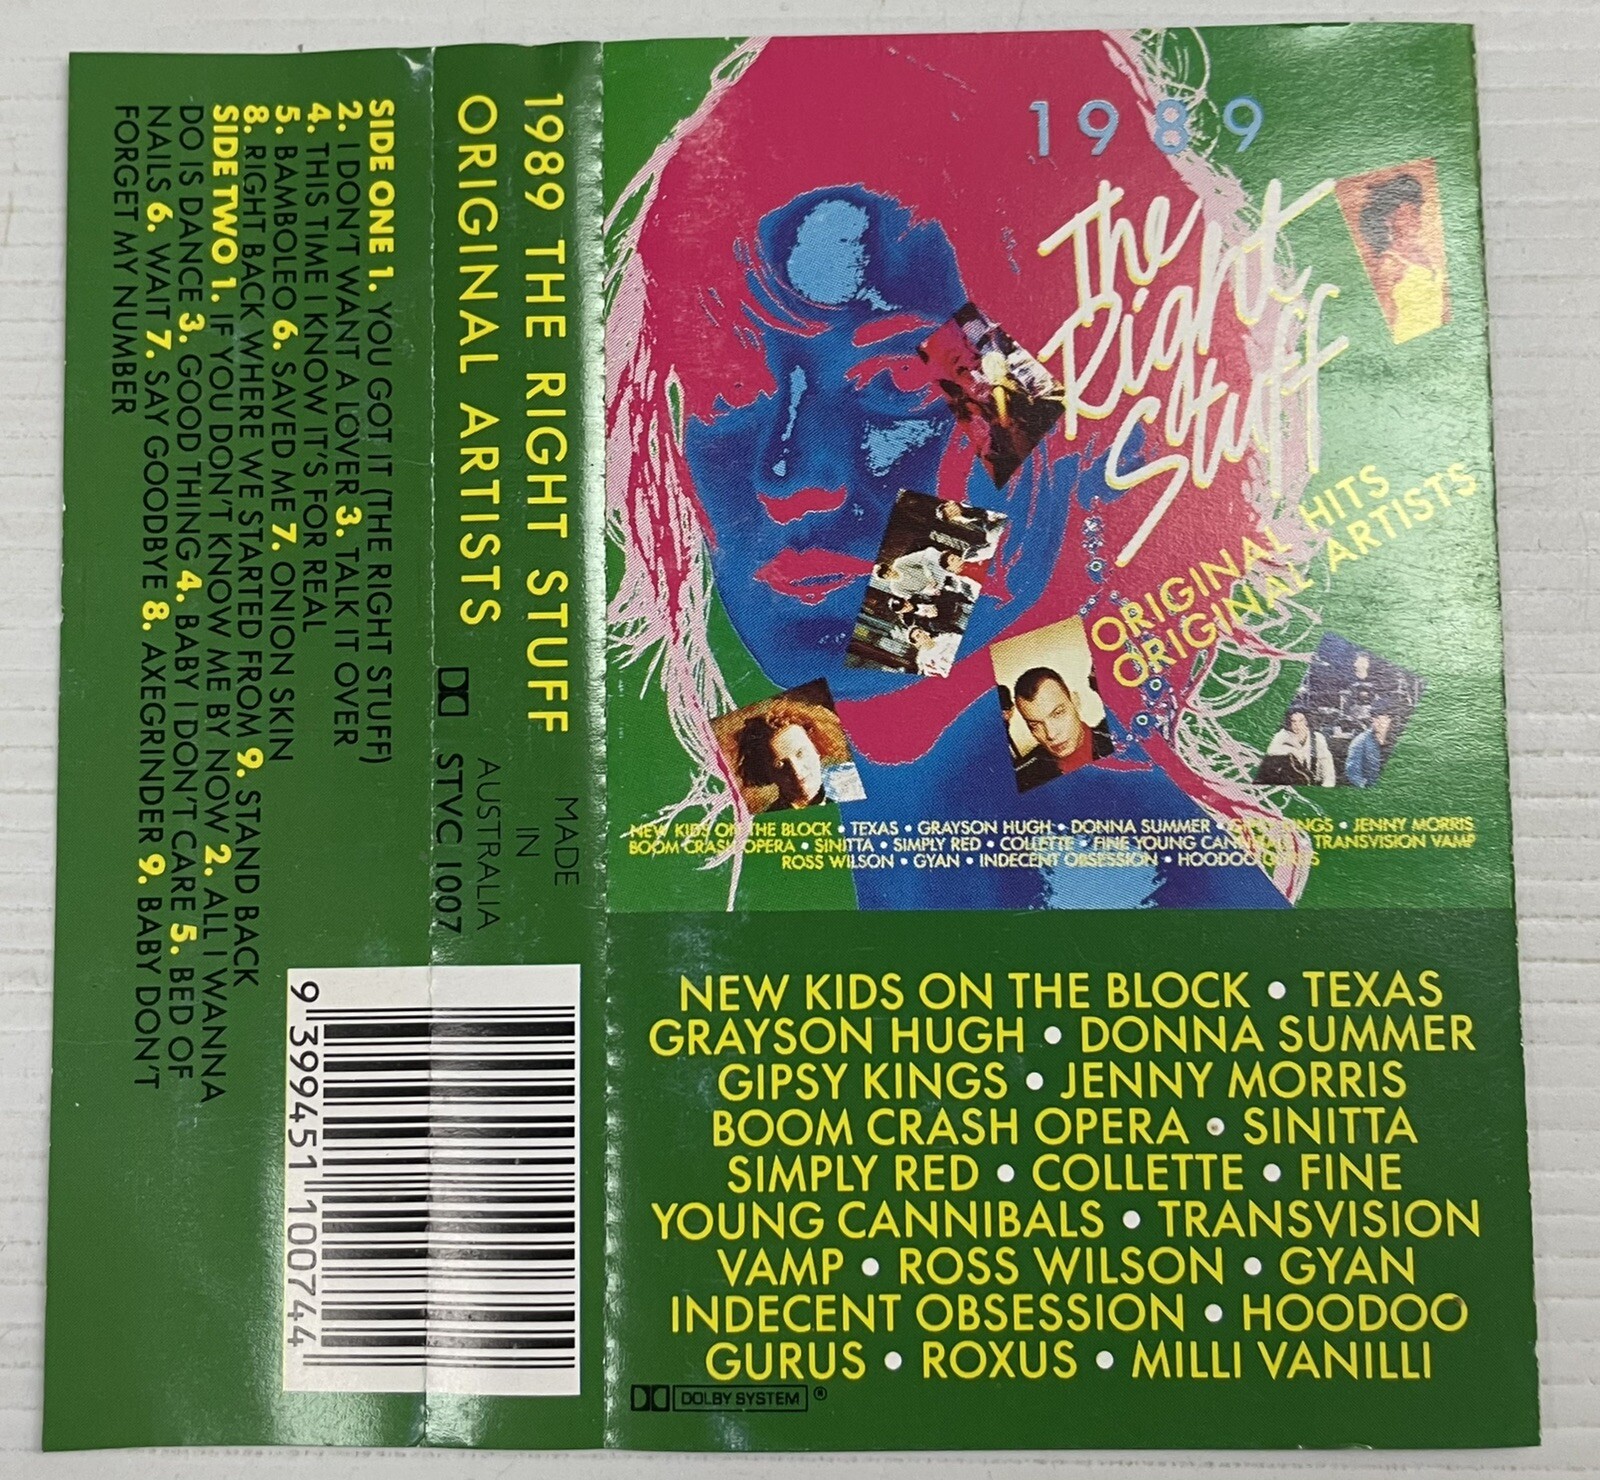 1989
The
Right
Stuff
ORIGINAL HITS
ORIGINAL ARTISTS
NEW KIDS ON THE BLOCK • TEXAS • GRAYSON HUGH • DONNA SUMMER • GIPSY KINGS • JENNY MORRIS
BOOM CRASH OPERA • SINITTA • SIMPLY RED • COLLETTE • FINE YOUNG CANNIBALS • TRANSVISION VAMP
ROSS WILSON • GYAN • INDECENT OBSESSION • HOODOO GURUS
NEW KIDS ON THE BLOCK • TEXAS
GRAYSON HUGH • DONNA SUMMER
GIPSY KINGS • JENNY MORRIS
BOOM CRASH OPERA • SINITTA
SIMPLY RED • COLLETTE • FINE
YOUNG CANNIBALS • TRANSVISION
VAMP • ROSS WILSON • GYAN
INDECENT OBSESSION • HOODOO
GURUS • ROXUS • MILLI VANILLI
DOLBY SYSTEM ®
1989 THE RIGHT STUFF
ORIGINAL ARTISTS
MADE
IN
AUSTRALIA
STVC 1007
SIDE ONE 1. YOU GOT IT (THE RIGHT STUFF)
2. I DON'T WANT A LOVER 3. TALK IT OVER
4. THIS TIME I KNOW IT'S FOR REAL
5. BAMBOLEO 6. SAVED ME 7. ONION SKIN
8. RIGHT BACK WHERE WE STARTED FROM 9. STAND BACK
SIDE TWO 1. IF YOU DON'T KNOW ME BY NOW 2. ALL I WANNA
DO IS DANCE 3. GOOD THING 4. BABY I DON'T CARE 5. BED OF
NAILS 6. WAIT 7. SAY GOODBYE 8. AXEGRINDER 9. BABY DON'T
FORGET MY NUMBER
9 399451 100744